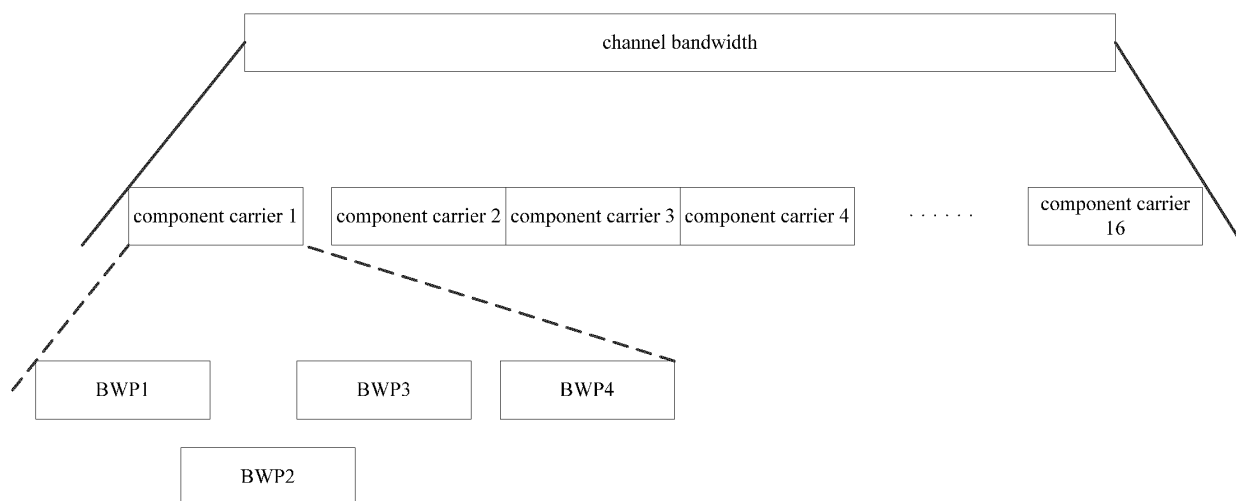 channel bandwidth
component carrier 1
component carrier 2
component carrier 3
component carrier 4
. . . . . .
component carrier
16
BWP1
BWP3
BWP4
BWP2